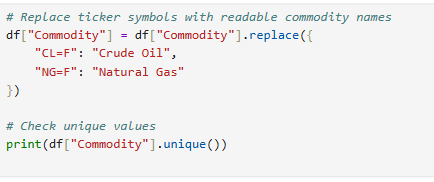 # Replace ticker symbols with readable commodity names
df["Commodity"] = df["Commodity"].replace({
    "CL=F": "Crude Oil",
    "NG=F": "Natural Gas"
})

# Check unique values
print(df["Commodity"].unique())